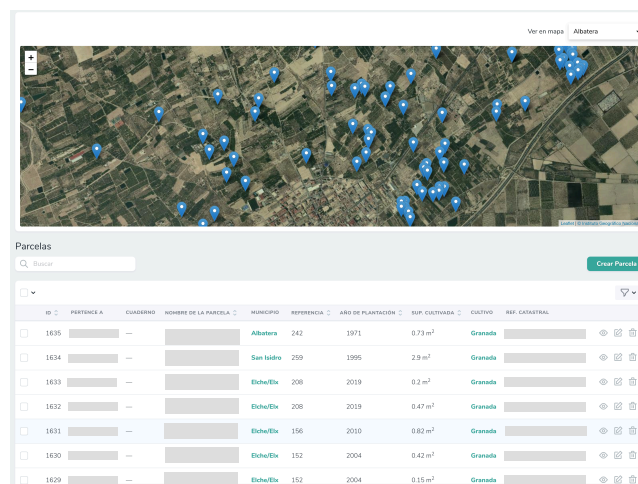 Ver en mapa Albatera
+
−
Leaflet | © Instituto Geográfico Nacional
Parcelas
Buscar
Crear Parcela
ID PERTENCE A CUADERNO NOMBRE DE LA PARCELA MUNICIPIO REFERENCIA AÑO DE PLANTACIÓN SUP. CULTIVADA CULTIVO REF. CATASTRAL
1635 — Albatera 242 1971 0.73 m² Granada
1634 — San Isidro 259 1995 2.9 m² Granada
1633 — Elche/Elx 208 2019 0.2 m² Granada
1632 — Elche/Elx 208 2019 0.47 m² Granada
1631 — Elche/Elx 156 2010 0.82 m² Granada
1630 — Elche/Elx 152 2004 0.42 m² Granada
1629 — Elche/Elx 152 2004 0.15 m² Granada